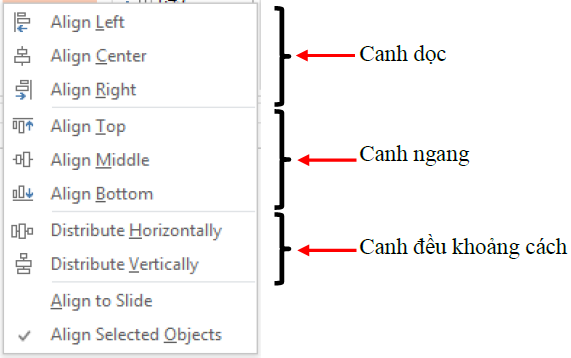 Align Left
Align Center
Align Right
Canh dọc
Align Top
Align Middle
Align Bottom
Canh ngang
Distribute Horizontally
Distribute Vertically
Canh đều khoảng cách
Align to Slide
Align Selected Objects